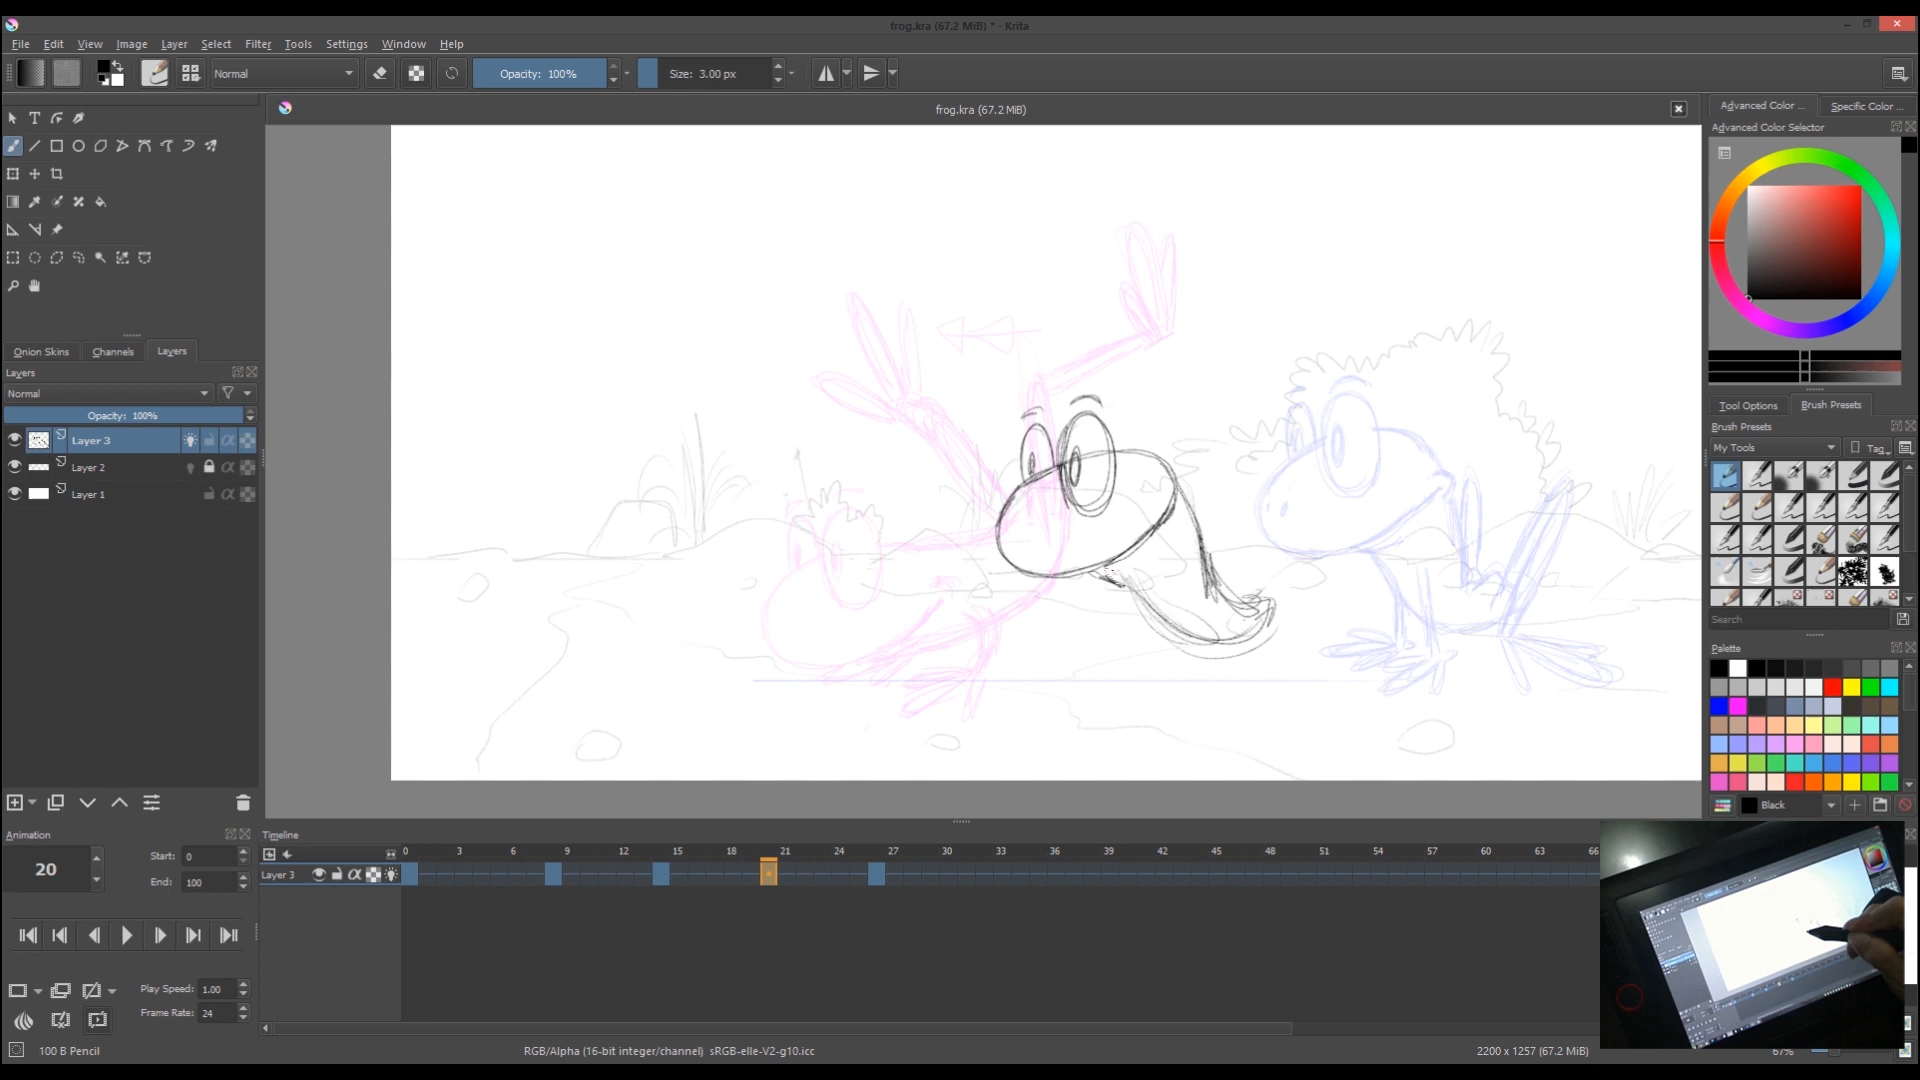 frog.kra (67.2 MiB) * - Krita
File Edit View Image Layer Select Filter Tools Settings Window Help
Normal Opacity: 100% Size: 3.00 px
frog.kra (67.2 MiB)
Advanced Color ... Specific Color ...
Advanced Color Selector
Onion Skins Channels Layers
Layers
Normal
Opacity: 100%
Layer 3
Layer 2
Layer 1
Tool Options Brush Presets
Brush Presets
My Tools Tag
Search
Palette
Black
Animation
20
Start: 0
End: 100
Play Speed: 1.00
Frame Rate: 24
Timeline
0 3 6 9 12 15 18 21 24 27 30 33 36 39 42 45 48 51 54 57 60 63 66
Layer 3
100 B Pencil
RGB/Alpha (16-bit integer/channel) sRGB-elle-V2-g10.icc
2200 x 1257 (67.2 MiB)
67%